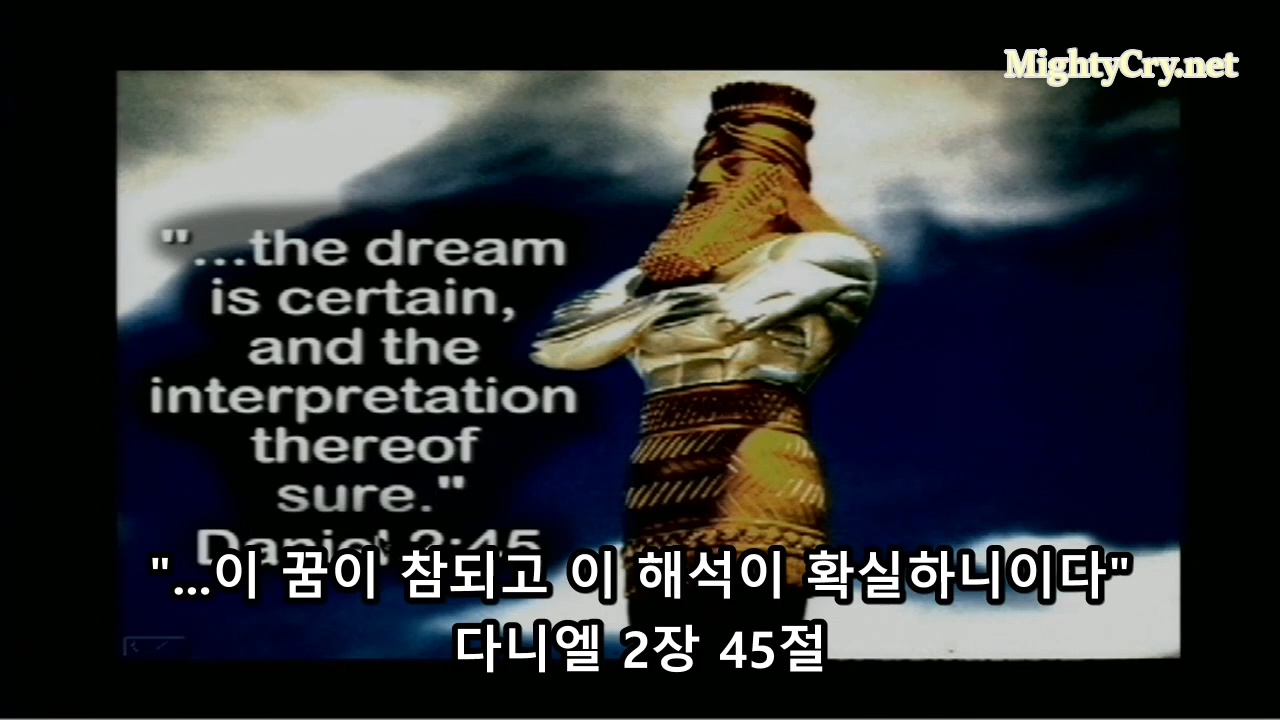 MightyCry.net
"...the dream
is certain,
and the
interpretation
thereof
sure."
Daniel 2:45
"...이 꿈이 참되고 이 해석이 확실하니이다"
다니엘 2장 45절